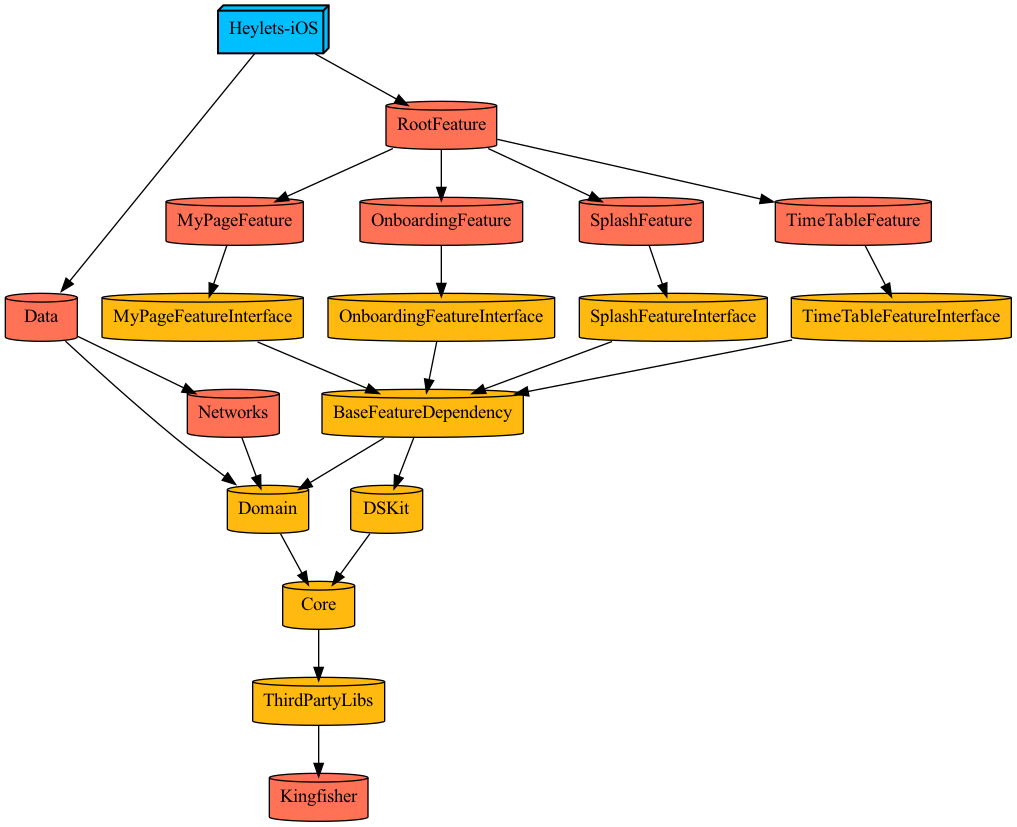 Heylets-iOS
RootFeature
MyPageFeature
OnboardingFeature
SplashFeature
TimeTableFeature
Data
MyPageFeatureInterface
OnboardingFeatureInterface
SplashFeatureInterface
TimeTableFeatureInterface
Networks
BaseFeatureDependency
Domain
DSKit
Core
ThirdPartyLibs
Kingfisher